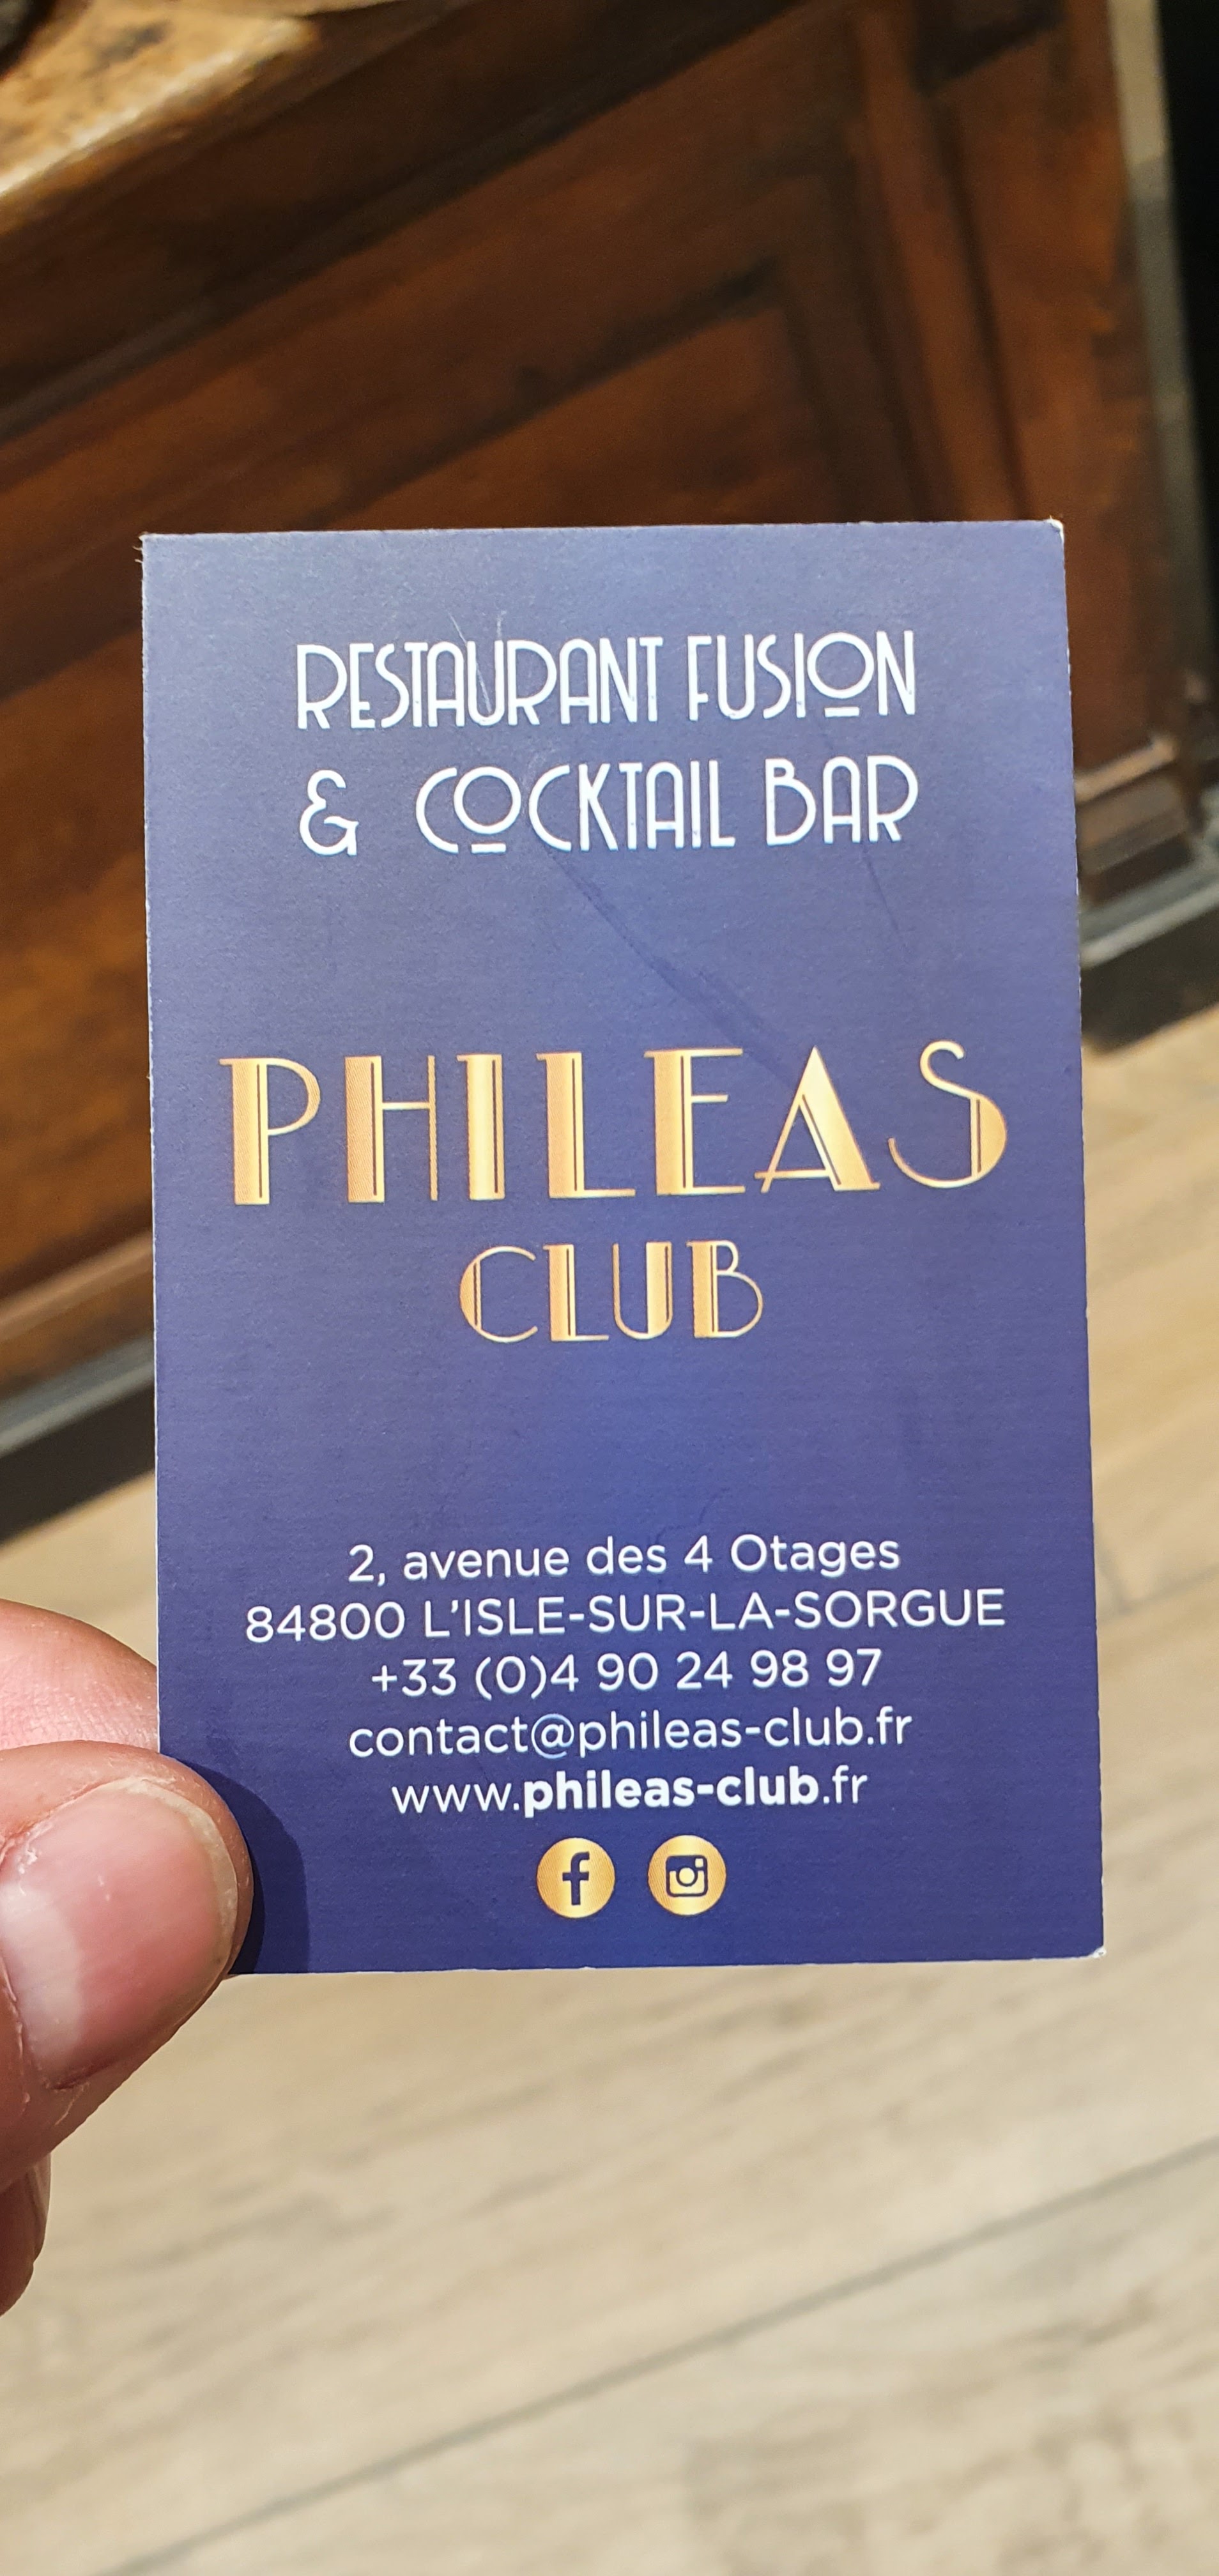 RESTAURANT FUSION
& COCKTAIL BAR
PHILEAS
CLUB
2, avenue des 4 Otages
84800 L'ISLE-SUR-LA-SORGUE
+33 (0)4 90 24 98 97
contact@phileas-club.fr
www.phileas-club.fr